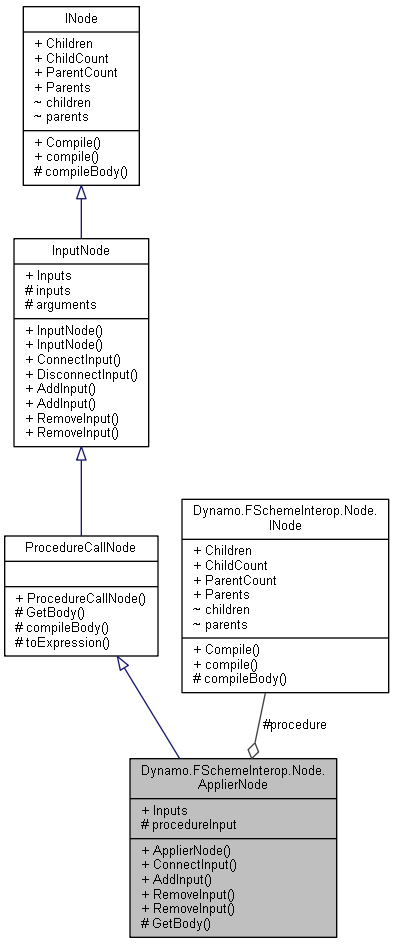 INode
+ Children
+ ChildCount
+ ParentCount
+ Parents
~ children
~ parents
+ Compile()
+ compile()
# compileBody()
InputNode
+ Inputs
# inputs
# arguments
+ InputNode()
+ InputNode()
+ ConnectInput()
+ DisconnectInput()
+ AddInput()
+ AddInput()
+ RemoveInput()
+ RemoveInput()
ProcedureCallNode
+ ProcedureCallNode()
# GetBody()
# compileBody()
# toExpression()
Dynamo.FSchemeInterop.Node.
INode
+ Children
+ ChildCount
+ ParentCount
+ Parents
~ children
~ parents
+ Compile()
+ compile()
# compileBody()
#procedure
Dynamo.FSchemeInterop.Node.
ApplierNode
+ Inputs
# procedureInput
+ ApplierNode()
+ ConnectInput()
+ AddInput()
+ RemoveInput()
+ RemoveInput()
# GetBody()